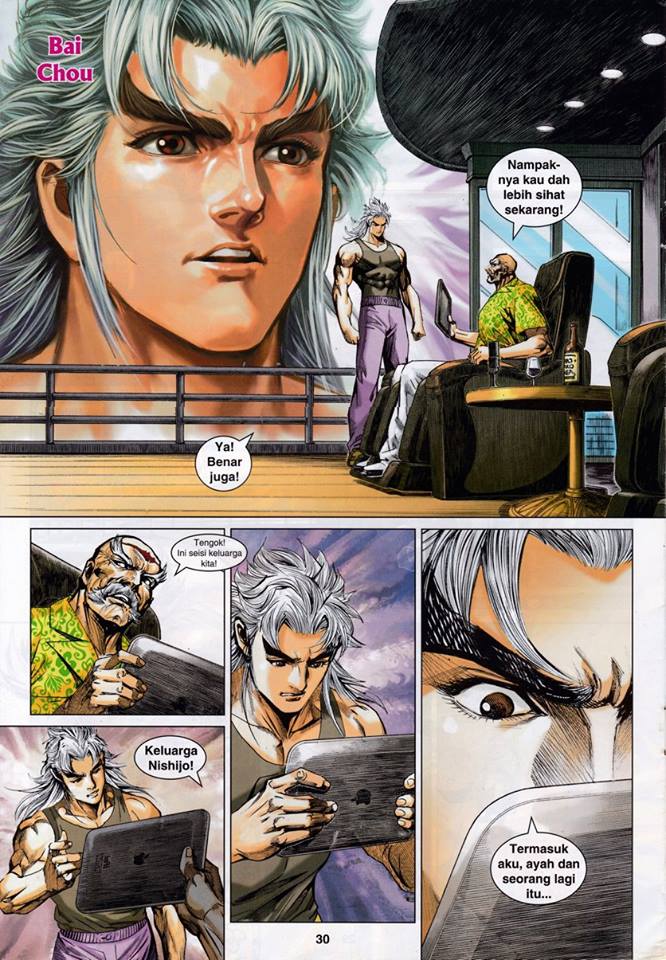 Bai
Chou
Nampak-
nya kau dah
lebih sihat
sekarang!
Ya!
Benar
juga!
Tengok!
Ini seisi keluarga
kita!
Keluarga
Nishijo!
Termasuk
aku, ayah dan
seorang lagi
itu...
30